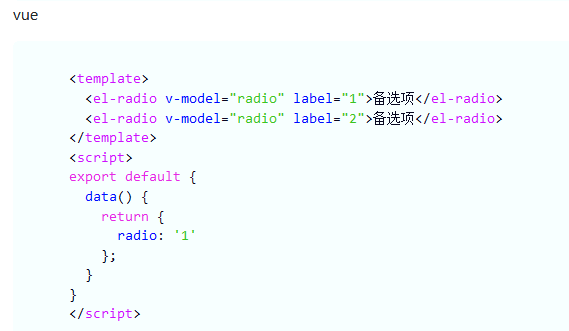 vue
<template>
  <el-radio v-model="radio" label="1">备选项</el-radio>
  <el-radio v-model="radio" label="2">备选项</el-radio>
</template>
<script>
export default {
  data() {
    return {
      radio: '1'
    };
  }
}
</script>